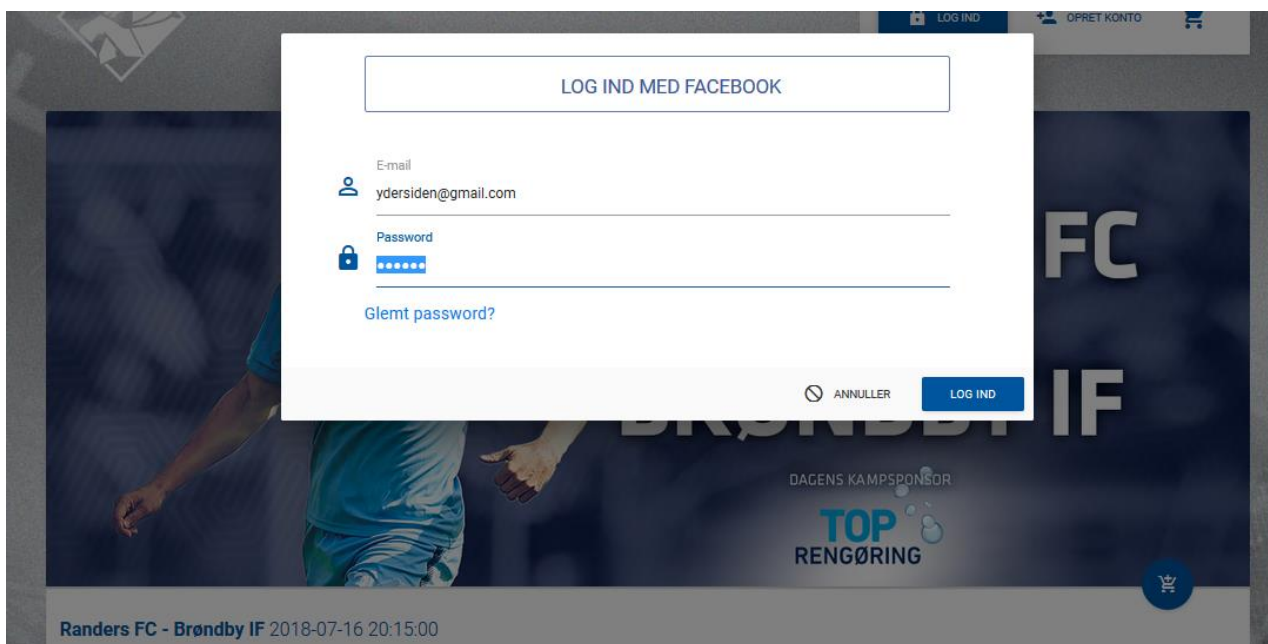 LOG IND
OPRET KONTO
LOG IND MED FACEBOOK
E-mail
ydersiden@gmail.com
Password
••••••
Glemt password?
ANNULLER
LOG IND
FC
BRØNDBY IF
DAGENS KAMPSPONSOR
TOP
RENGØRING
Randers FC - Brøndby IF 2018-07-16 20:15:00